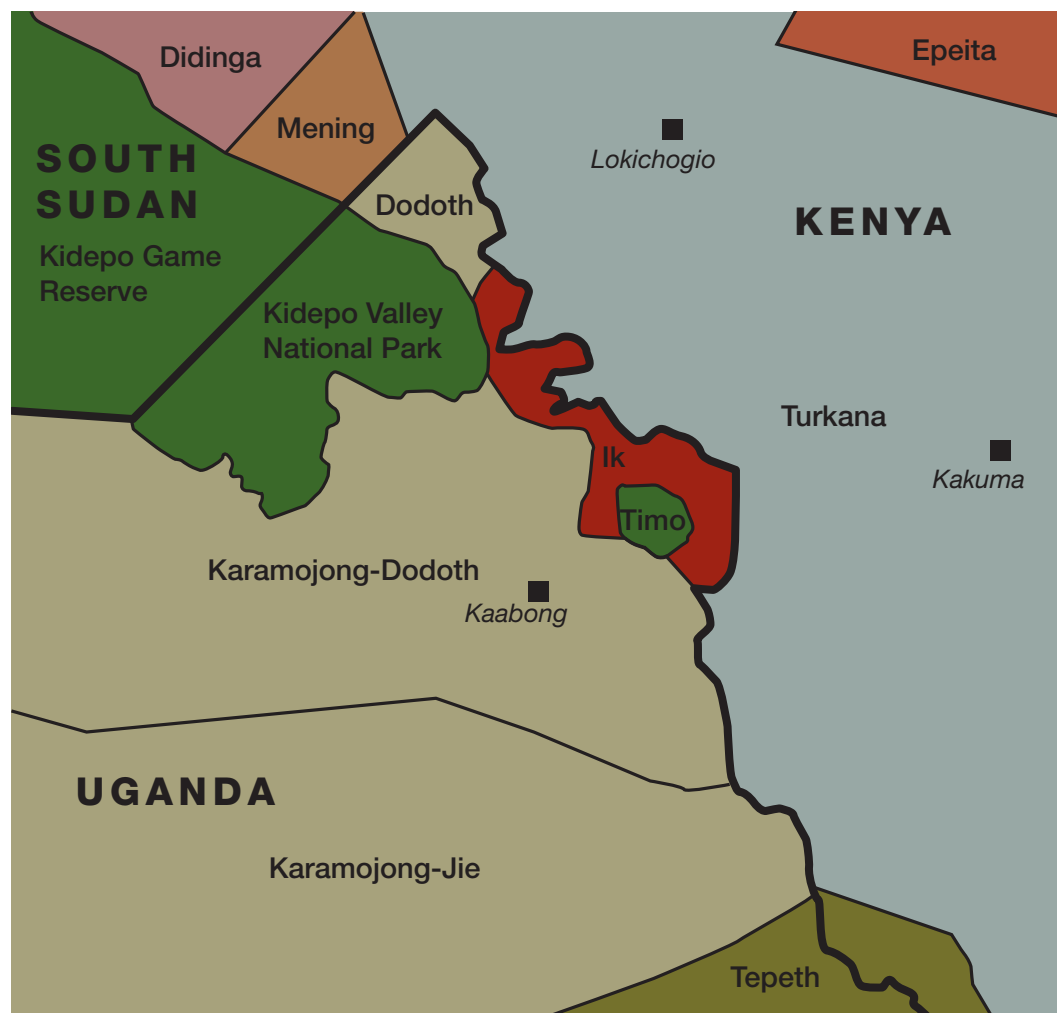 Didinga
Epeita
Mening
Lokichogio
SOUTH
SUDAN
Dodoth
KENYA
Kidepo Game
Reserve
Kidepo Valley
National Park
Turkana
Ik
Kakuma
Timo
Karamojong-Dodoth
Kaabong
UGANDA
Karamojong-Jie
Tepeth